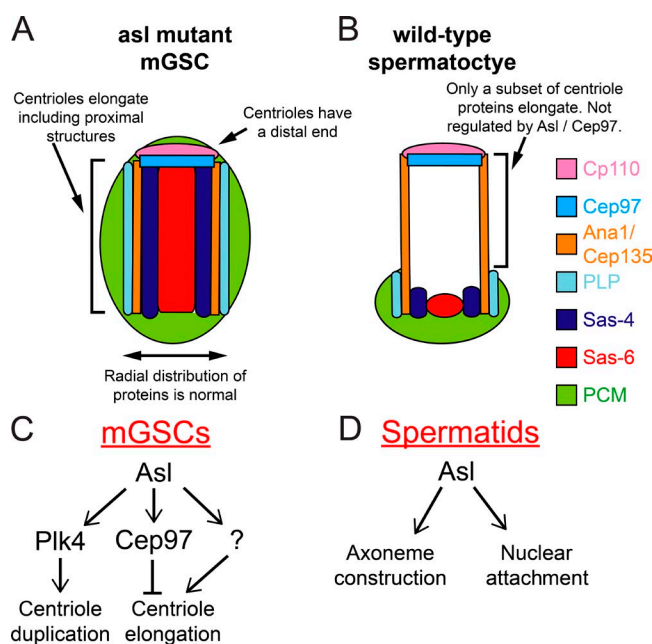 A
asl mutant
mGSC
Centrioles elongate
including proximal
structures
Centrioles have
a distal end
Radial distribution of
proteins is normal
B
wild-type
spermatoctye
Only a subset of centriole
proteins elongate. Not
regulated by Asl / Cep97.
Cp110
Cep97
Ana1/
Cep135
PLP
Sas-4
Sas-6
PCM
C
mGSCs
Asl
Plk4
Cep97
?
Centriole
duplication
Centriole
elongation
D
Spermatids
Asl
Axoneme
construction
Nuclear
attachment